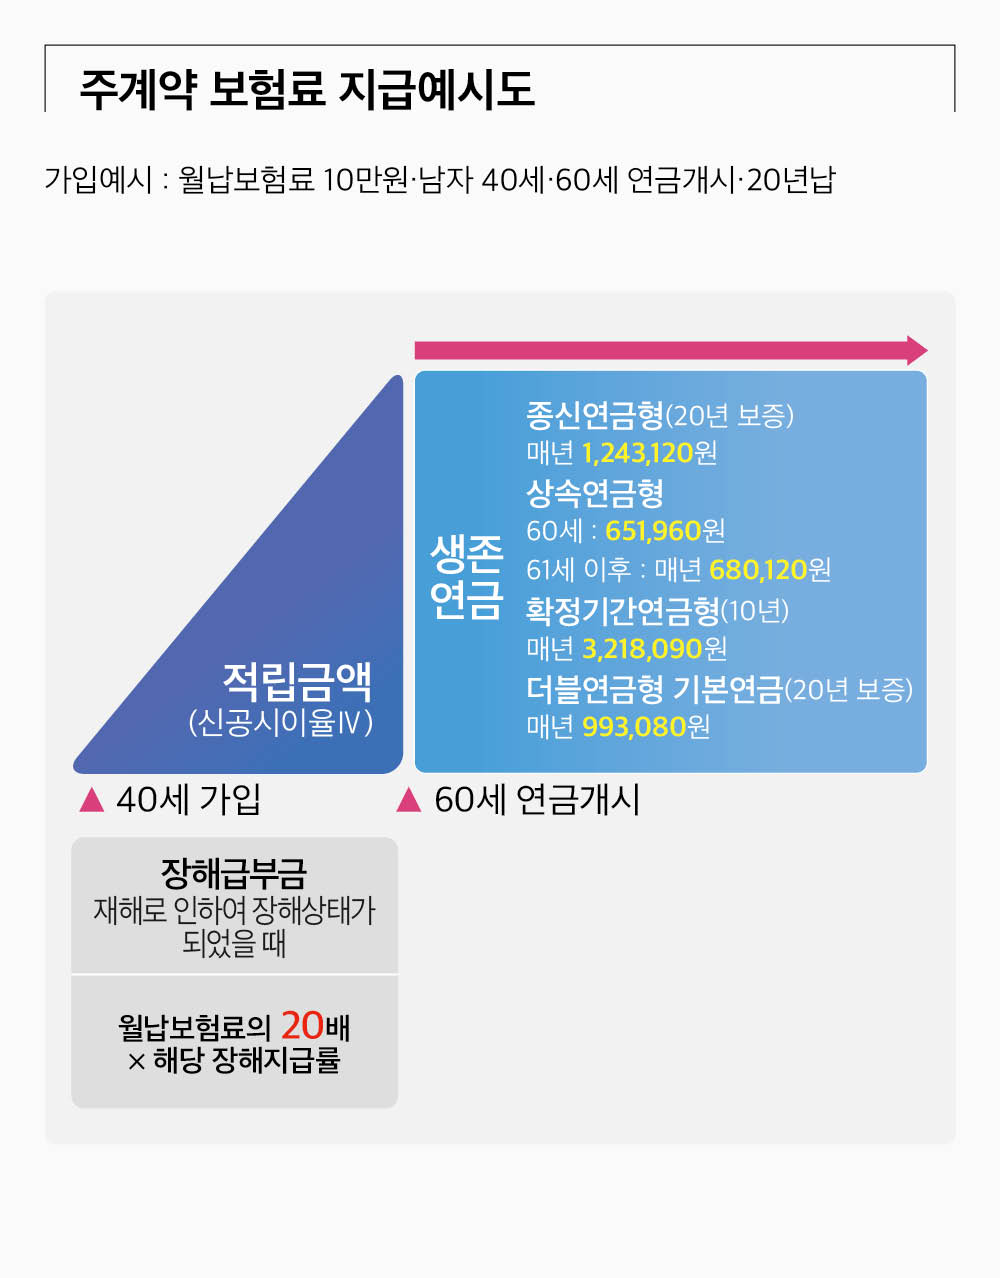 주계약 보험료 지급예시도
가입예시 : 월납보험료 10만원·남자 40세·60세 연금개시·20년납
적립금액
(신공시이율Ⅳ)
생존
연금
종신연금형(20년 보증)
매년 1,243,120원
상속연금형
60세 : 651,960원
61세 이후 : 매년 680,120원
확정기간연금형(10년)
매년 3,218,090원
더블연금형 기본연금(20년 보증)
매년 993,080원
▲ 40세 가입
▲ 60세 연금개시
장해급부금
재해로 인하여 장해상태가
되었을 때
월납보험료의 20배
× 해당 장해지급률